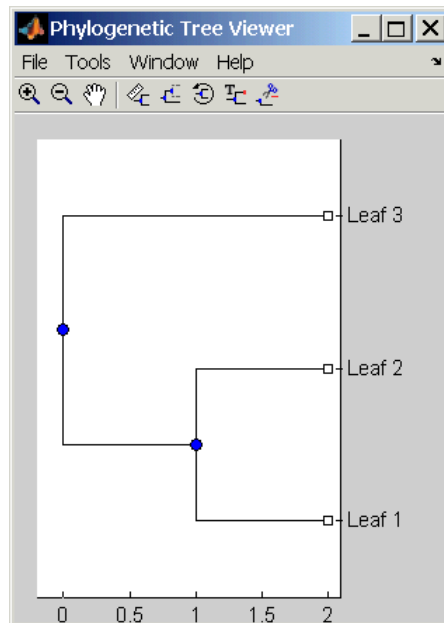 Phylogenetic Tree Viewer
File Tools Window Help
Leaf 3
Leaf 2
Leaf 1
0 0.5 1 1.5 2